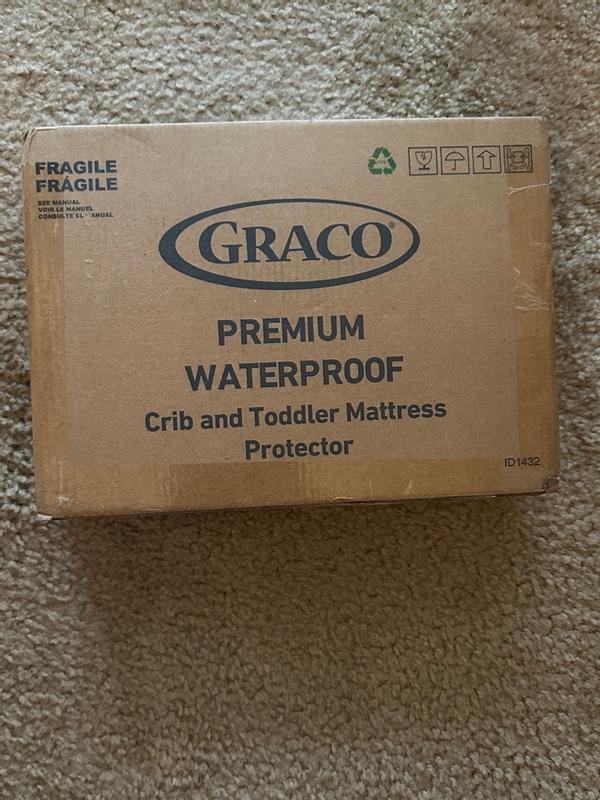 FRAGILE
FRÁGILE
SEE MANUAL
VOIR LE MANUEL
CONSULTE EL MANUAL
GRACO®
PREMIUM
WATERPROOF
Crib and Toddler Mattress
Protector
ID1432